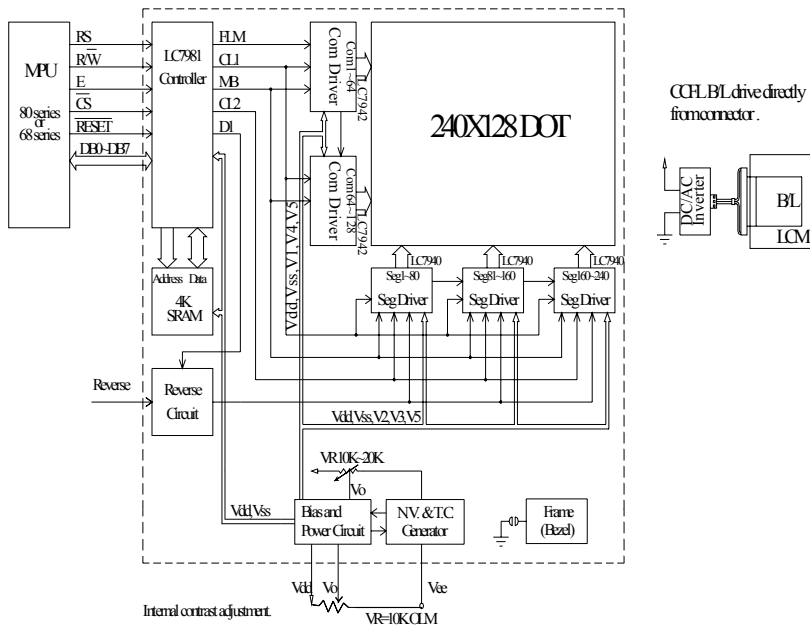 MPU
80 series
or
68 series
RS
R/W
E
CS
RESET
DB0~DB7
LC7981
Controller
FLM
CL1
MB
CL2
D1
Com1~64
Com Driver
LC7942
Com64~128
Com Driver
LC7942
240X128 DOT
CCFL B/L drive directly
from connector .
DC/AC
Inverter
B/L
LCM
Vdd,Vss,V1,V4,V5
LC7940
LC7940
LC7940
Seg1~80
Seg Driver
Seg81~160
Seg Driver
Seg160~240
Seg Driver
Address Data
4K
SRAM
Reverse
Reverse
Circuit
Vdd,Vss,V2,V3,V5
VR10K~20K
Vo
Vdd,Vss
Bias and
Power Circuit
N.V. & T.C
Generator
Frame
(Bezel)
Vdd
Vo
Vee
Internal contrast adjustment.
VR=10K OLM